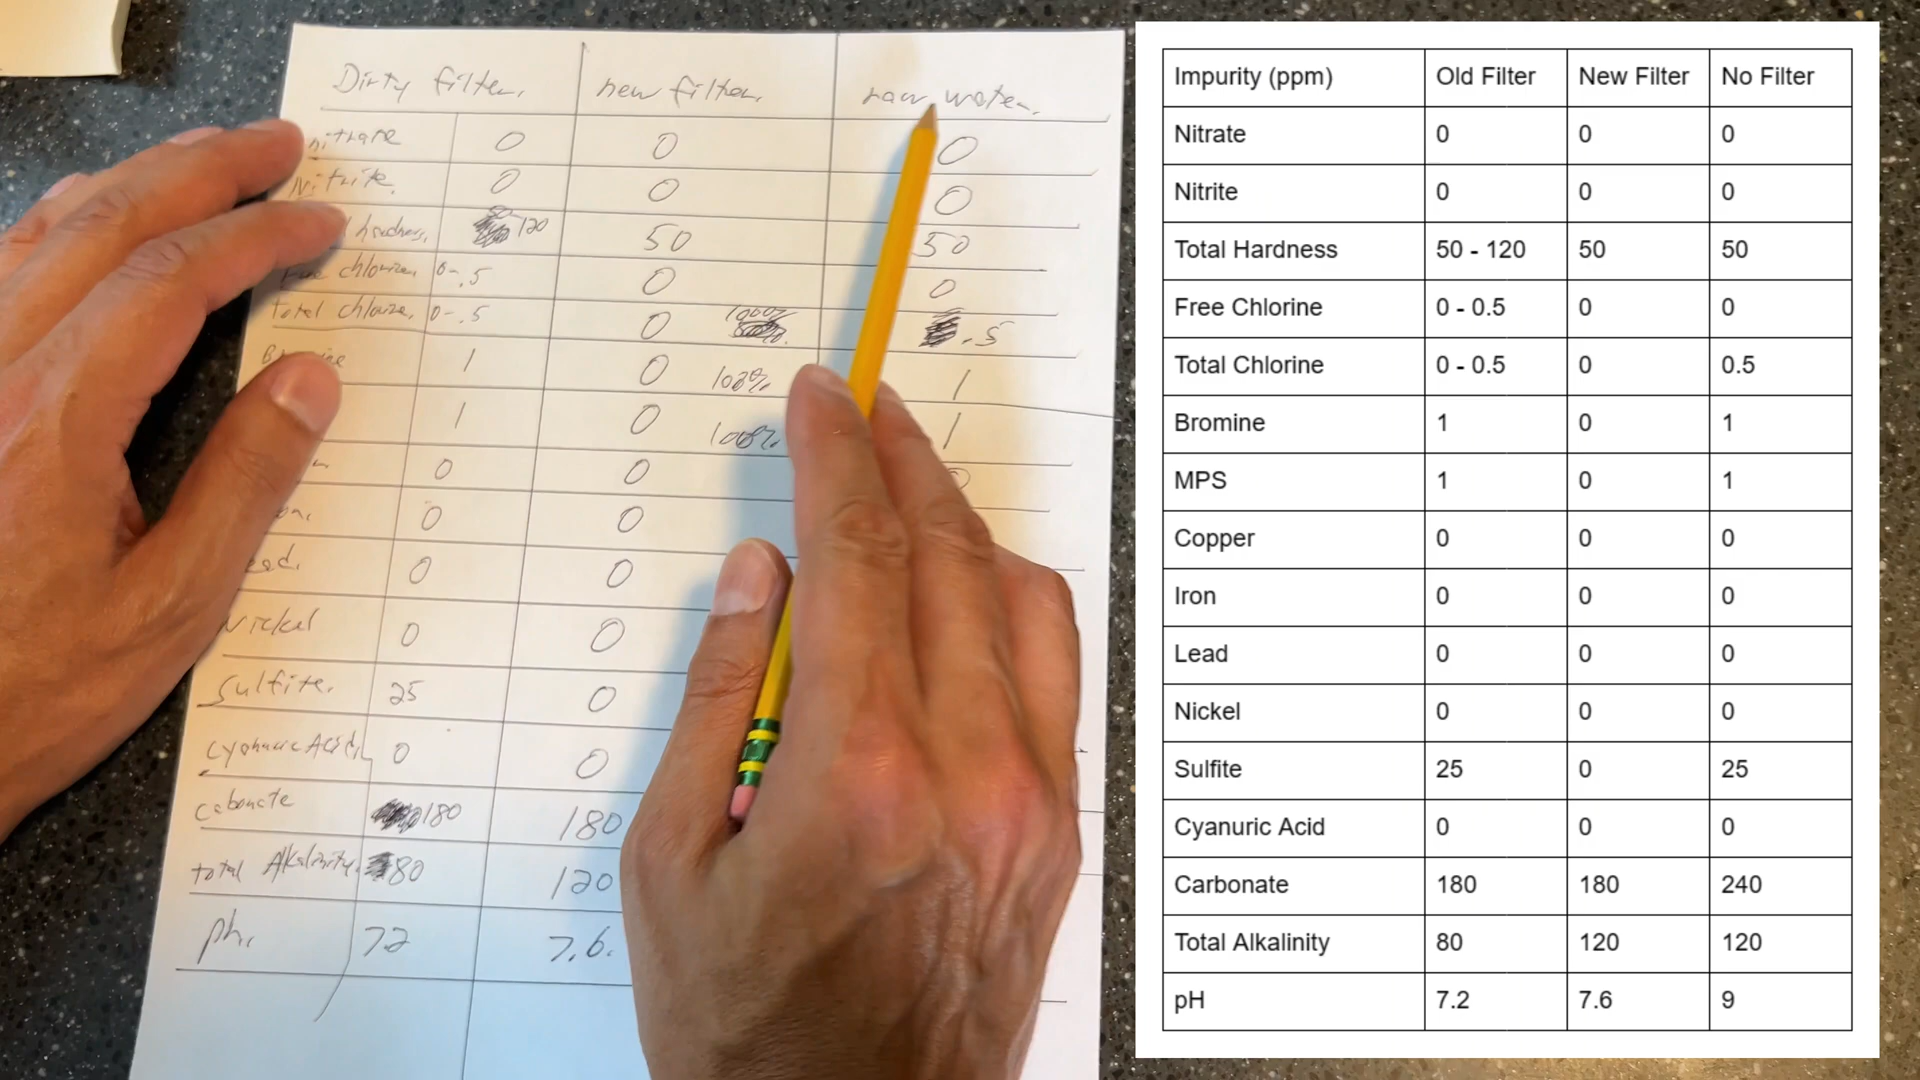 Dirty filter. new filter. raw water.
nitrate 0 0 0
Nitrite. 0 0 0
hardness, 50-120 50 50
chlorine 0-.5 0 0
total chlorine, 0-.5 0 100% .5
1 0 100% 1
1 0 100% 1
0 0
0 0
0 0
Nickel 0 0
Sulfite. 25 0
Cyanuric Acid, 0 0
Cabonate 180 180
total Alkalinity, 80 120
ph. 7.2 7.6.
Impurity (ppm) Old Filter New Filter No Filter
Nitrate 0 0 0
Nitrite 0 0 0
Total Hardness 50 - 120 50 50
Free Chlorine 0 - 0.5 0 0
Total Chlorine 0 - 0.5 0 0.5
Bromine 1 0 1
MPS 1 0 1
Copper 0 0 0
Iron 0 0 0
Lead 0 0 0
Nickel 0 0 0
Sulfite 25 0 25
Cyanuric Acid 0 0 0
Carbonate 180 180 240
Total Alkalinity 80 120 120
pH 7.2 7.6 9